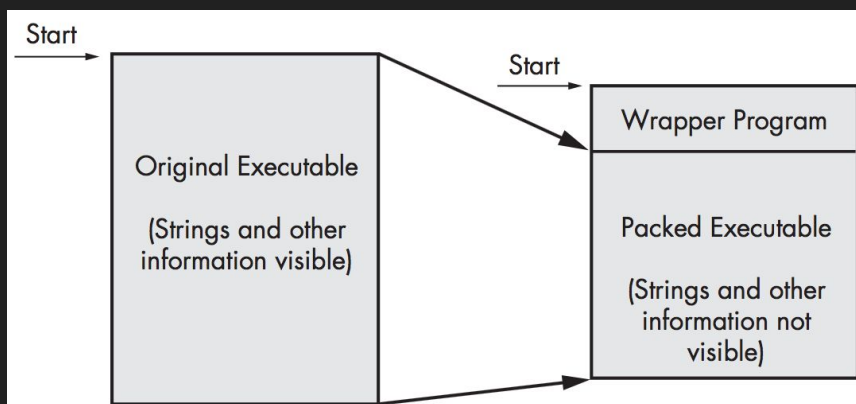 Start
Original Executable
(Strings and other
information visible)
Start
Wrapper Program
Packed Executable
(Strings and other
information not
visible)